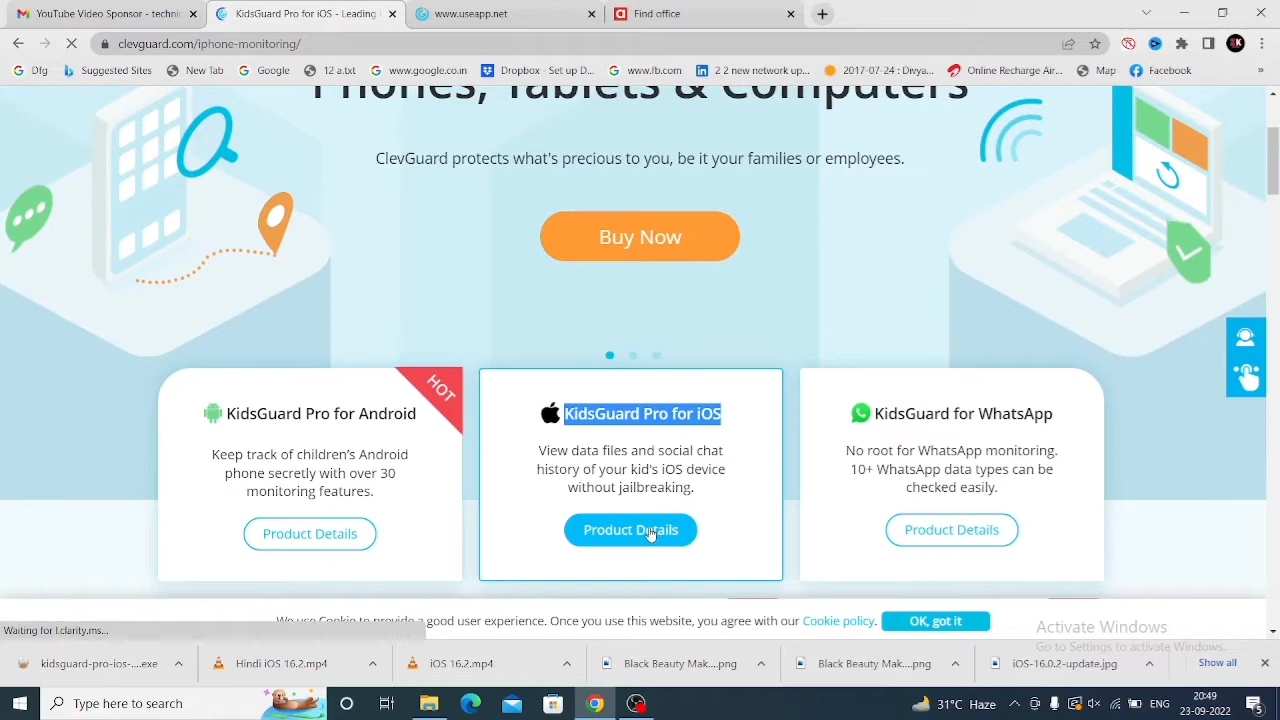 YouTube Video Sponsor - technic
KidsGuard Pro for iOS - Leading
www.useapp.net
Find office
clevguard.com/iphone-monitoring/
Dfg
Suggested Sites
New Tab
Google
12 a.txt
www.google.co.in
Dropbox - Set up D...
www.fb.com
2 2 new network up...
2017-07-24 : Divya...
Online Recharge Air...
Map
Facebook
»
Phones, Tablets & Computers
ClevGuard protects what's precious to you, be it your families or employees.
Buy Now
HOT
KidsGuard Pro for Android
Keep track of children's Android
phone secretly with over 30
monitoring features.
Product Details
KidsGuard Pro for iOS
View data files and social chat
history of your kid's iOS device
without jailbreaking.
Product Details
KidsGuard for WhatsApp
No root for WhatsApp monitoring.
10+ WhatsApp data types can be
checked easily.
Product Details
We use Cookie to provide a good user experience. Once you use this website, you agree with our Cookie policy.
OK, got it
Waiting for l.clarity.ms...
Activate Windows
Go to Settings to activate Windows.
kidsguard-pro-ios-....exe
Hindi iOS 16.2.mp4
iOS 16.2.mp4
Black Beauty Mak....png
Black Beauty Mak....png
iOS-16.0.2-update.jpg
Show all
Type here to search
31°C Haze
ENG
20:49
23-09-2022